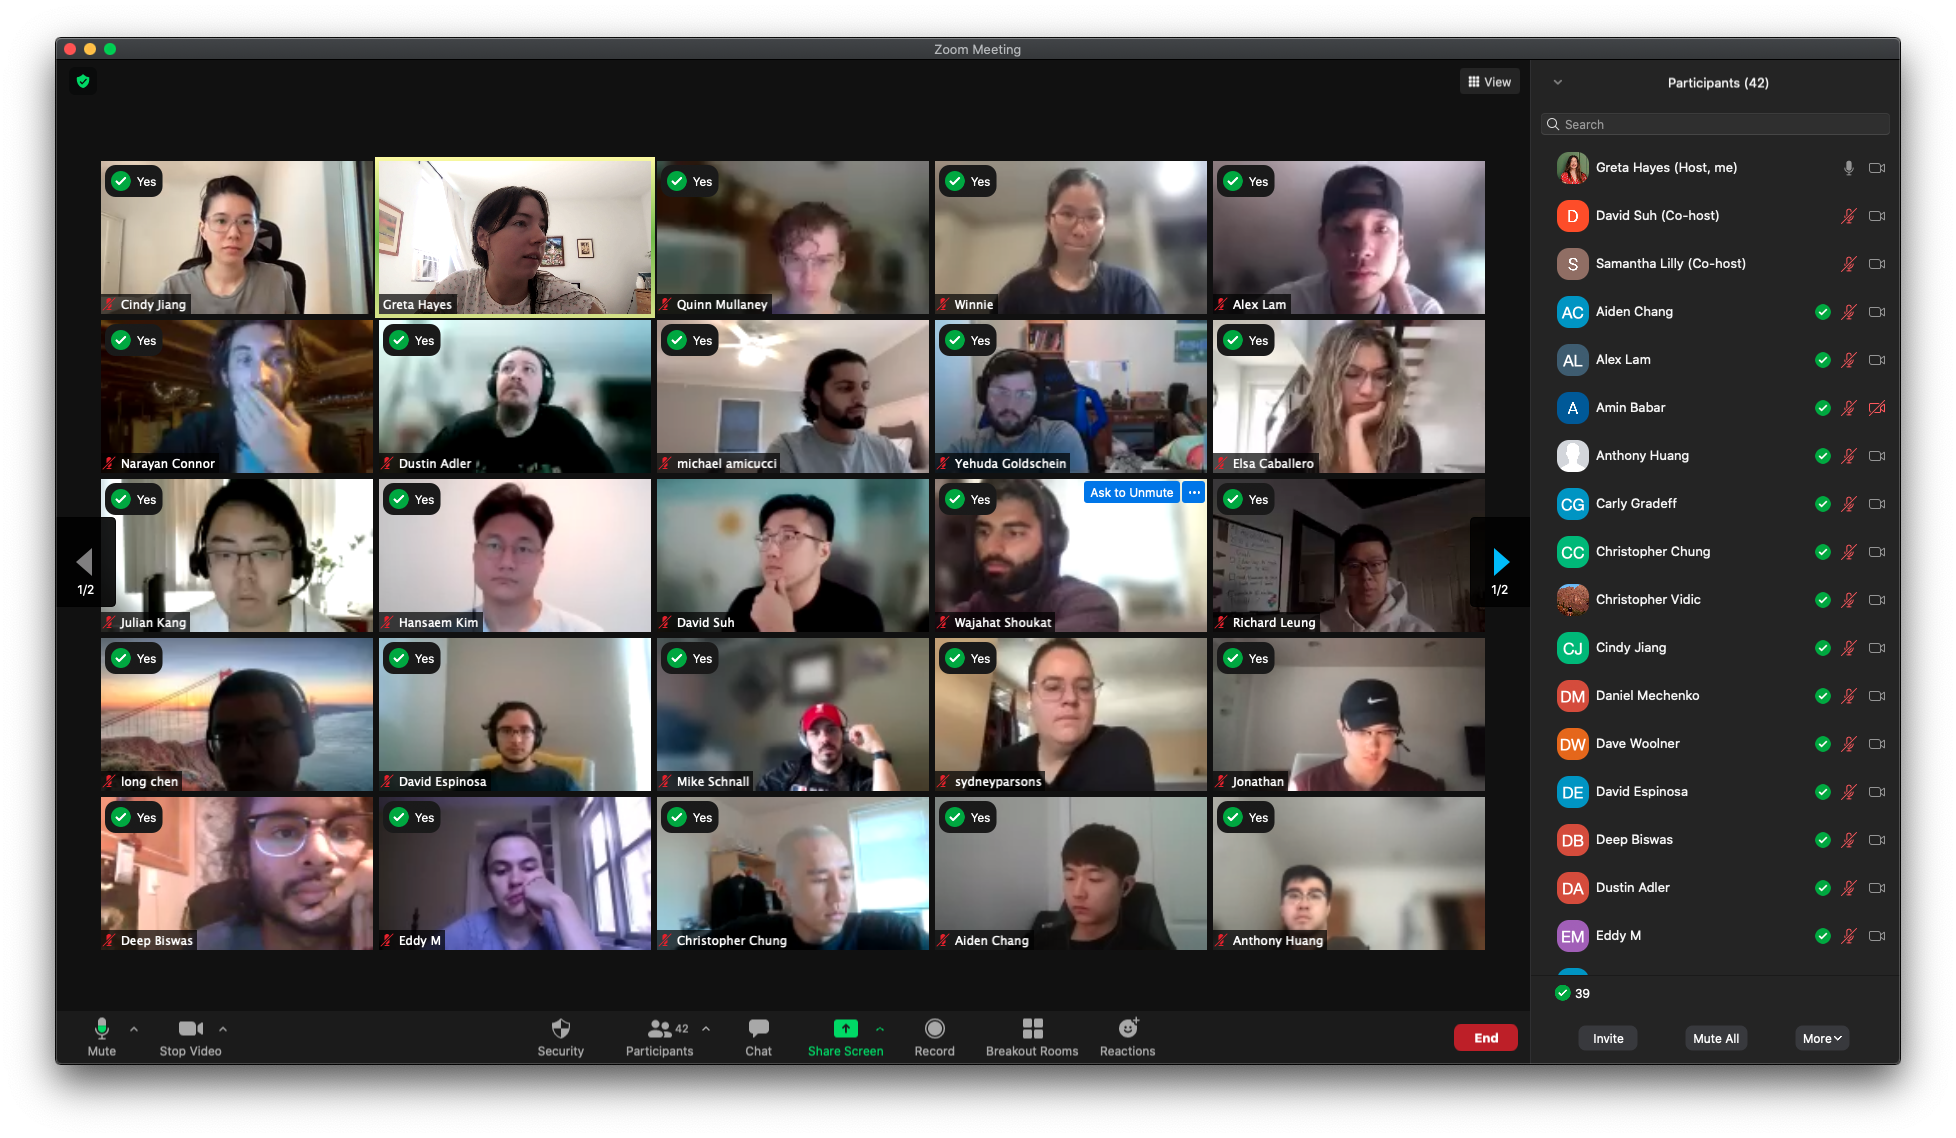 Zoom Meeting
View
Yes
Cindy Jiang
Greta Hayes
Yes
Quinn Mullaney
Yes
Winnie
Yes
Alex Lam
Yes
Narayan Connor
Yes
Dustin Adler
Yes
michael amicucci
Yes
Yehuda Goldschein
Yes
Elsa Caballero
Yes
Julian Kang
Yes
Hansaem Kim
David Suh
Yes
Ask to Unmute
Wajahat Shoukat
Yes
Richard Leung
1/2
1/2
Yes
long chen
Yes
David Espinosa
Yes
Mike Schnall
Yes
sydneyparsons
Yes
Jonathan
Yes
Deep Biswas
Yes
Eddy M
Yes
Christopher Chung
Yes
Aiden Chang
Yes
Anthony Huang
Mute
Stop Video
Security
42
Participants
Chat
Share Screen
Record
Breakout Rooms
Reactions
End
Participants (42)
Search
Greta Hayes (Host, me)
D David Suh (Co-host)
S Samantha Lilly (Co-host)
AC Aiden Chang
AL Alex Lam
A Amin Babar
Anthony Huang
CG Carly Gradeff
CC Christopher Chung
Christopher Vidic
CJ Cindy Jiang
DM Daniel Mechenko
DW Dave Woolner
DE David Espinosa
DB Deep Biswas
DA Dustin Adler
EM Eddy M
39
Invite
Mute All
More